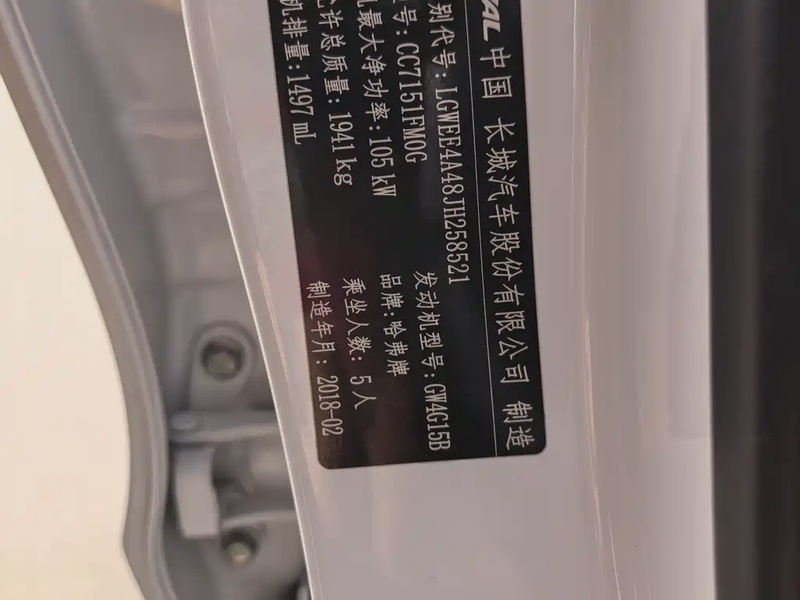 VAL 中国 长城汽车股份有限公司 制造
别代号: LGWEE4A48JH258521
号: CC7151FM0G 发动机型号: GW4G15B
最大净功率: 105 kW 品牌: 哈弗牌
许总质量: 1941 kg 乘坐人数: 5 人
机排量: 1497 mL 制造年月: 2018-02